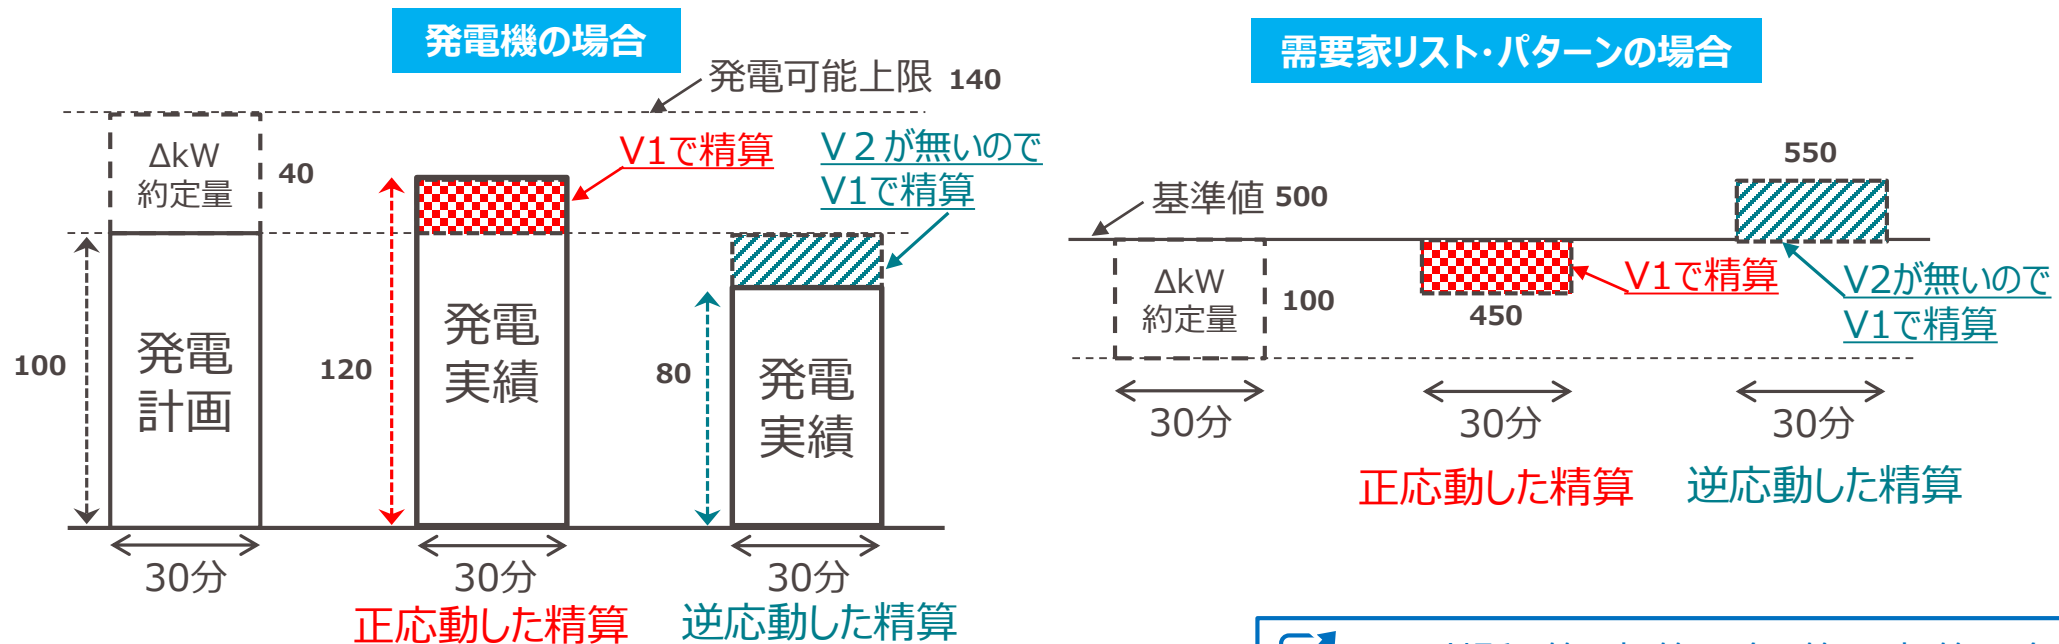 発電機の場合
発電可能上限 140
ΔkW
約定量
40
V1で精算
V２が無いので
V1で精算
100
発電
計画
120
発電
実績
80
発電
実績
30分
30分
30分
正応動した精算
逆応動した精算
需要家リスト・パターンの場合
550
基準値 500
ΔkW
約定量
100
450
V1で精算
V2が無いので
V1で精算
30分
30分
30分
正応動した精算
逆応動した精算